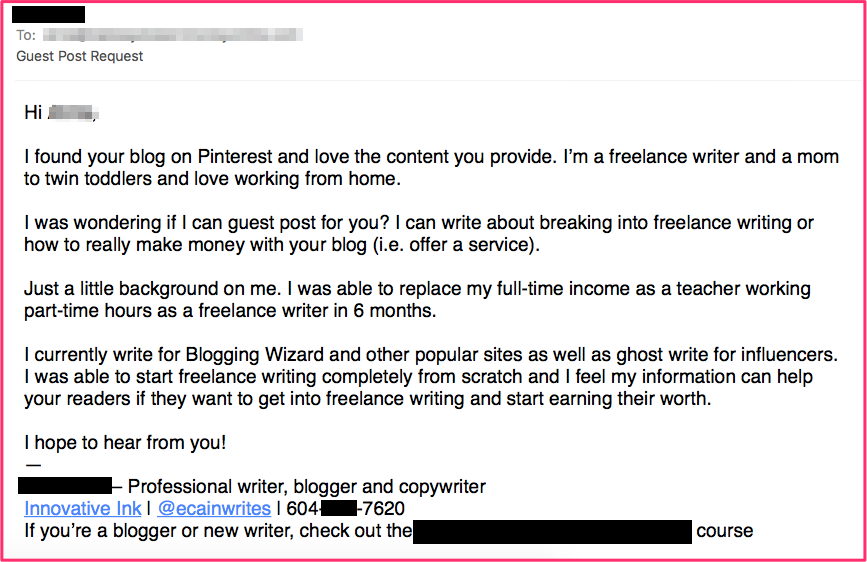 To:
Guest Post Request
Hi
I found your blog on Pinterest and love the content you provide. I'm a freelance writer and a mom
to twin toddlers and love working from home.
I was wondering if I can guest post for you? I can write about breaking into freelance writing or
how to really make money with your blog (i.e. offer a service).
Just a little background on me. I was able to replace my full-time income as a teacher working
part-time hours as a freelance writer in 6 months.
I currently write for Blogging Wizard and other popular sites as well as ghost write for influencers.
I was able to start freelance writing completely from scratch and I feel my information can help
your readers if they want to get into freelance writing and start earning their worth.
I hope to hear from you!
—
– Professional writer, blogger and copywriter
Innovative Ink | @ecainwrites | 604- -7620
If you're a blogger or new writer, check out the course